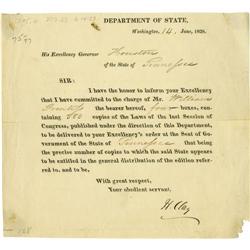 DEPARTMENT OF STATE,
Washington, 14 June, 1828.
His Excellency Governor Houston
of the State of Tennessee
SIR:
I have the honor to inform your Excellency
that I have committed to the charge of Mr. William
the bearer hereof, four boxes, con-
taining 500 copies of the Laws of the last Session of
Congress, published under the direction of this Department,
to be delivered to your Excellency's order at the Seat of Gov-
ernment of the State of Tennessee that said State being
the precise number of copies to which the said State appears
to be entitled in the general distribution of the edition refer-
red to, and to be,
With great respect,
Your obedient servant,
H Clay